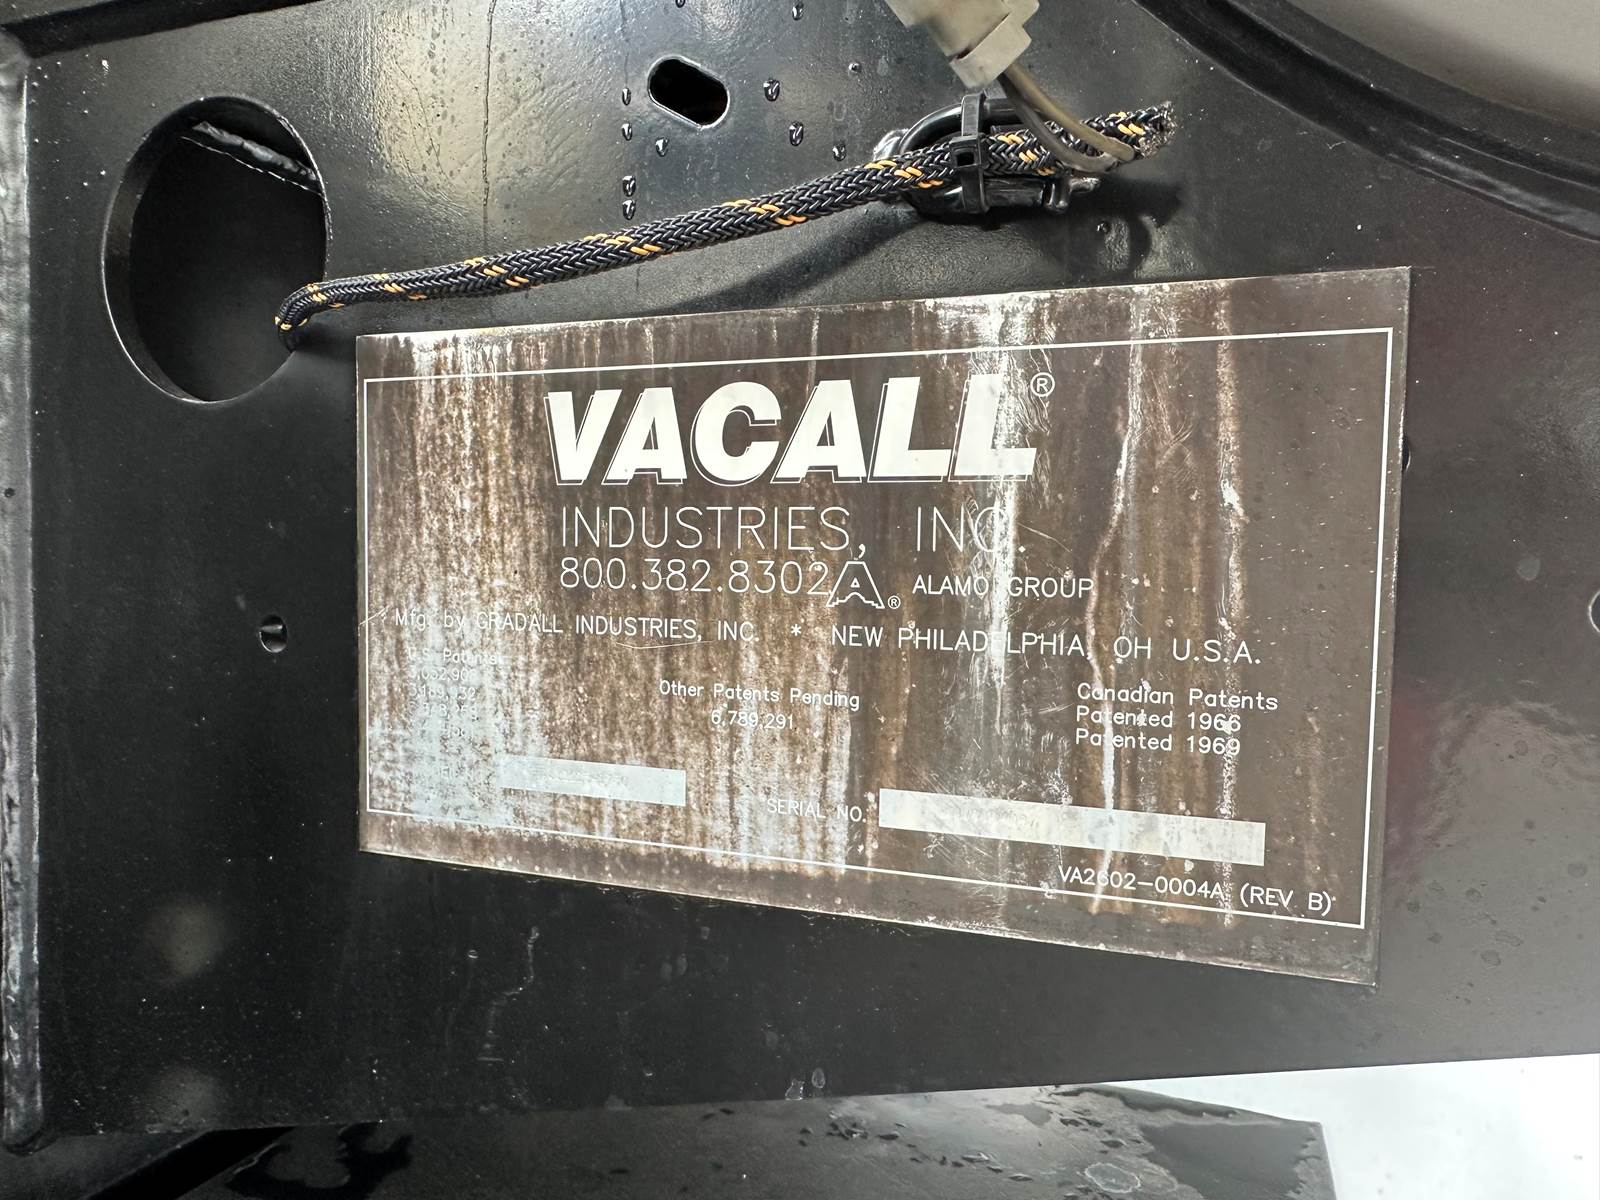 VACALL®
INDUSTRIES, INC.
800.382.8302 A® ALAMO GROUP
Mfg. by GRADALL INDUSTRIES, INC. * NEW PHILADELPHIA, OH U.S.A.
U.S. Patents
Other Patents Pending
6,789,291
Canadian Patents
Patented 1966
Patented 1969
SERIAL NO.
VA2602-0004A (REV B)